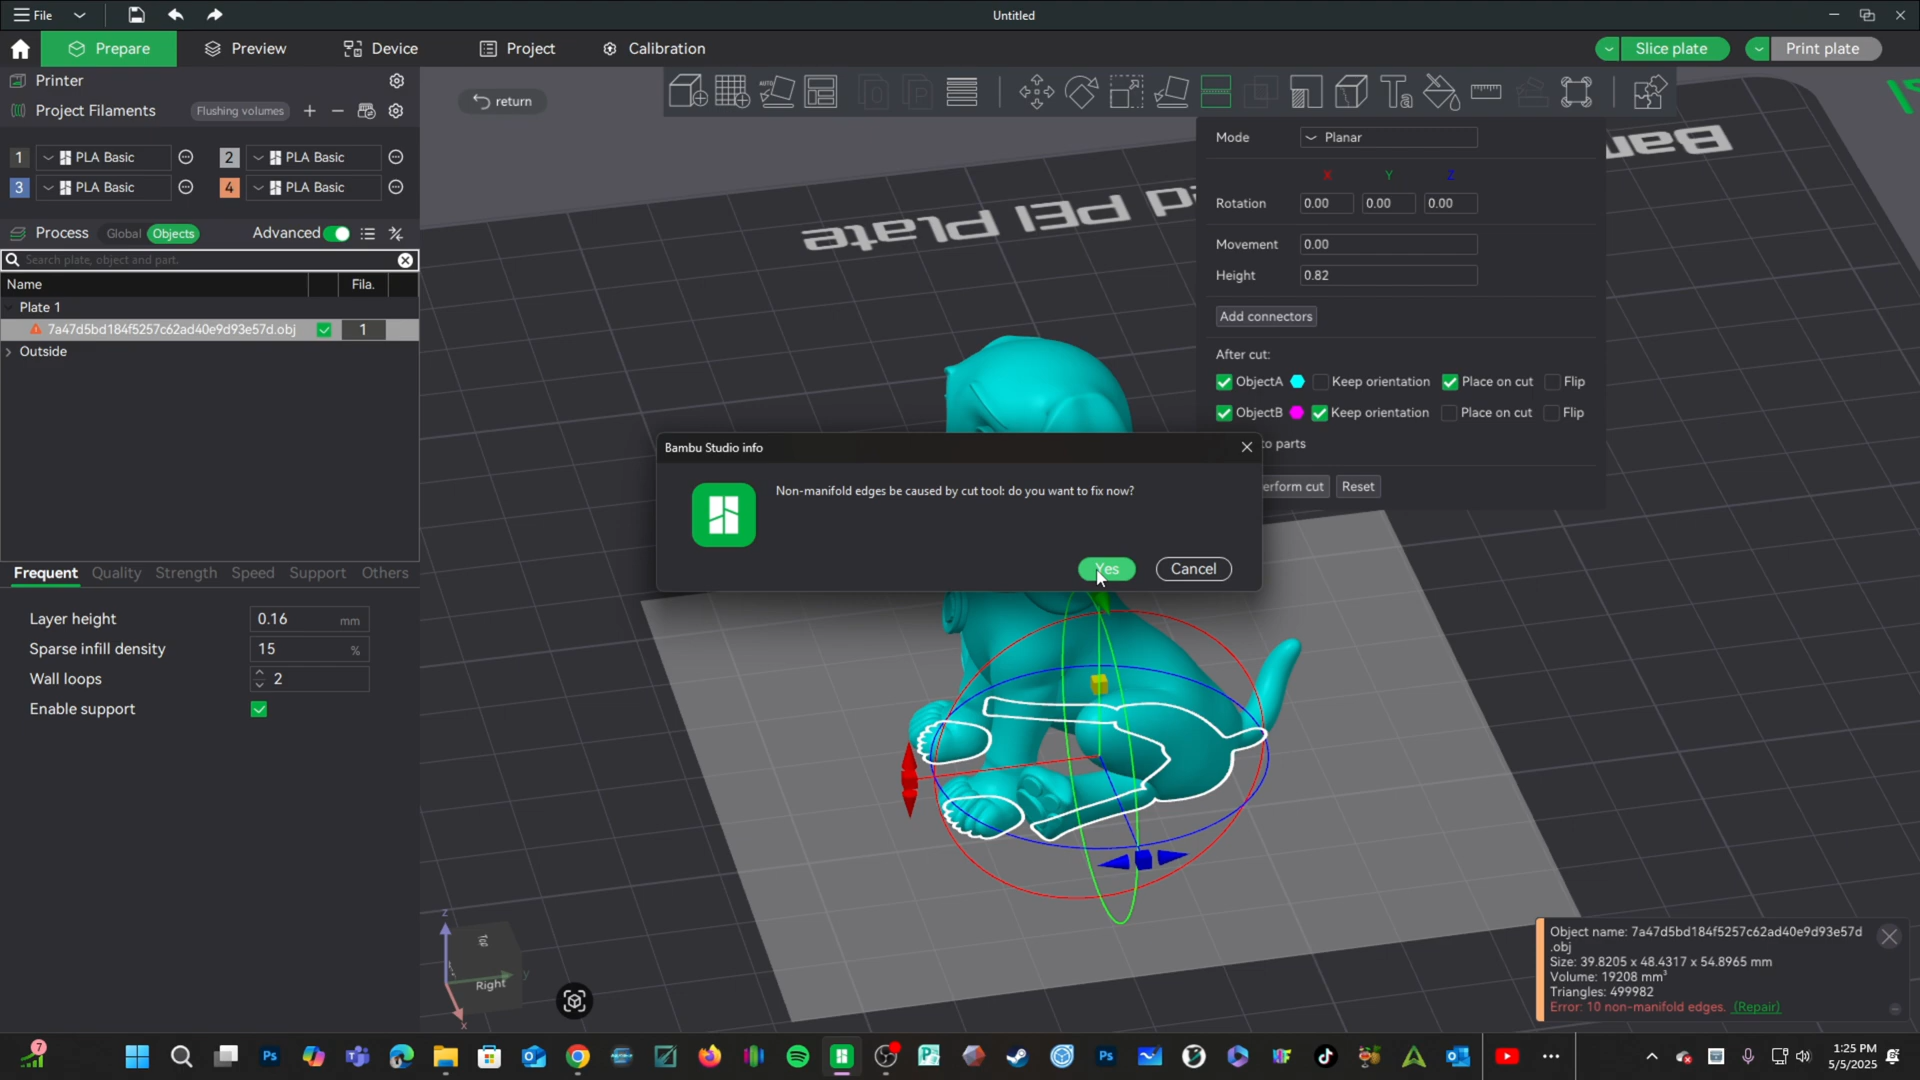 File
Untitled
Prepare
Preview
Device
Project
Calibration
Slice plate
Print plate
Printer
Project Filaments
Flushing volumes
1 PLA Basic
2 PLA Basic
3 PLA Basic
4 PLA Basic
Process
Global
Objects
Advanced
Search plate, object and part.
Name
Fila.
Plate 1
7a47d5bd184f5257c62ad40e9d93e57d.obj
1
Outside
Frequent
Quality
Strength
Speed
Support
Others
Layer height
0.16 mm
Sparse infill density
15 %
Wall loops
2
Enable support
return
Mode
Planar
X Y Z
Rotation
0.00 0.00 0.00
Movement
0.00
Height
0.82
Add connectors
After cut:
ObjectA
Keep orientation
Place on cut
Flip
ObjectB
Keep orientation
Place on cut
Flip
to parts
erform cut
Reset
Bambu Studio info
Non-manifold edges be caused by cut tool: do you want to fix now?
Yes
Cancel
PEI Plate
Top
Right
z
y
x
Object name: 7a47d5bd184f5257c62ad40e9d93e57d
.obj
Size: 39.8205 x 48.4317 x 54.8965 mm
Volume: 19208 mm³
Triangles: 499982
Error: 10 non-manifold edges. (Repair)
7
1:25 PM
5/5/2025